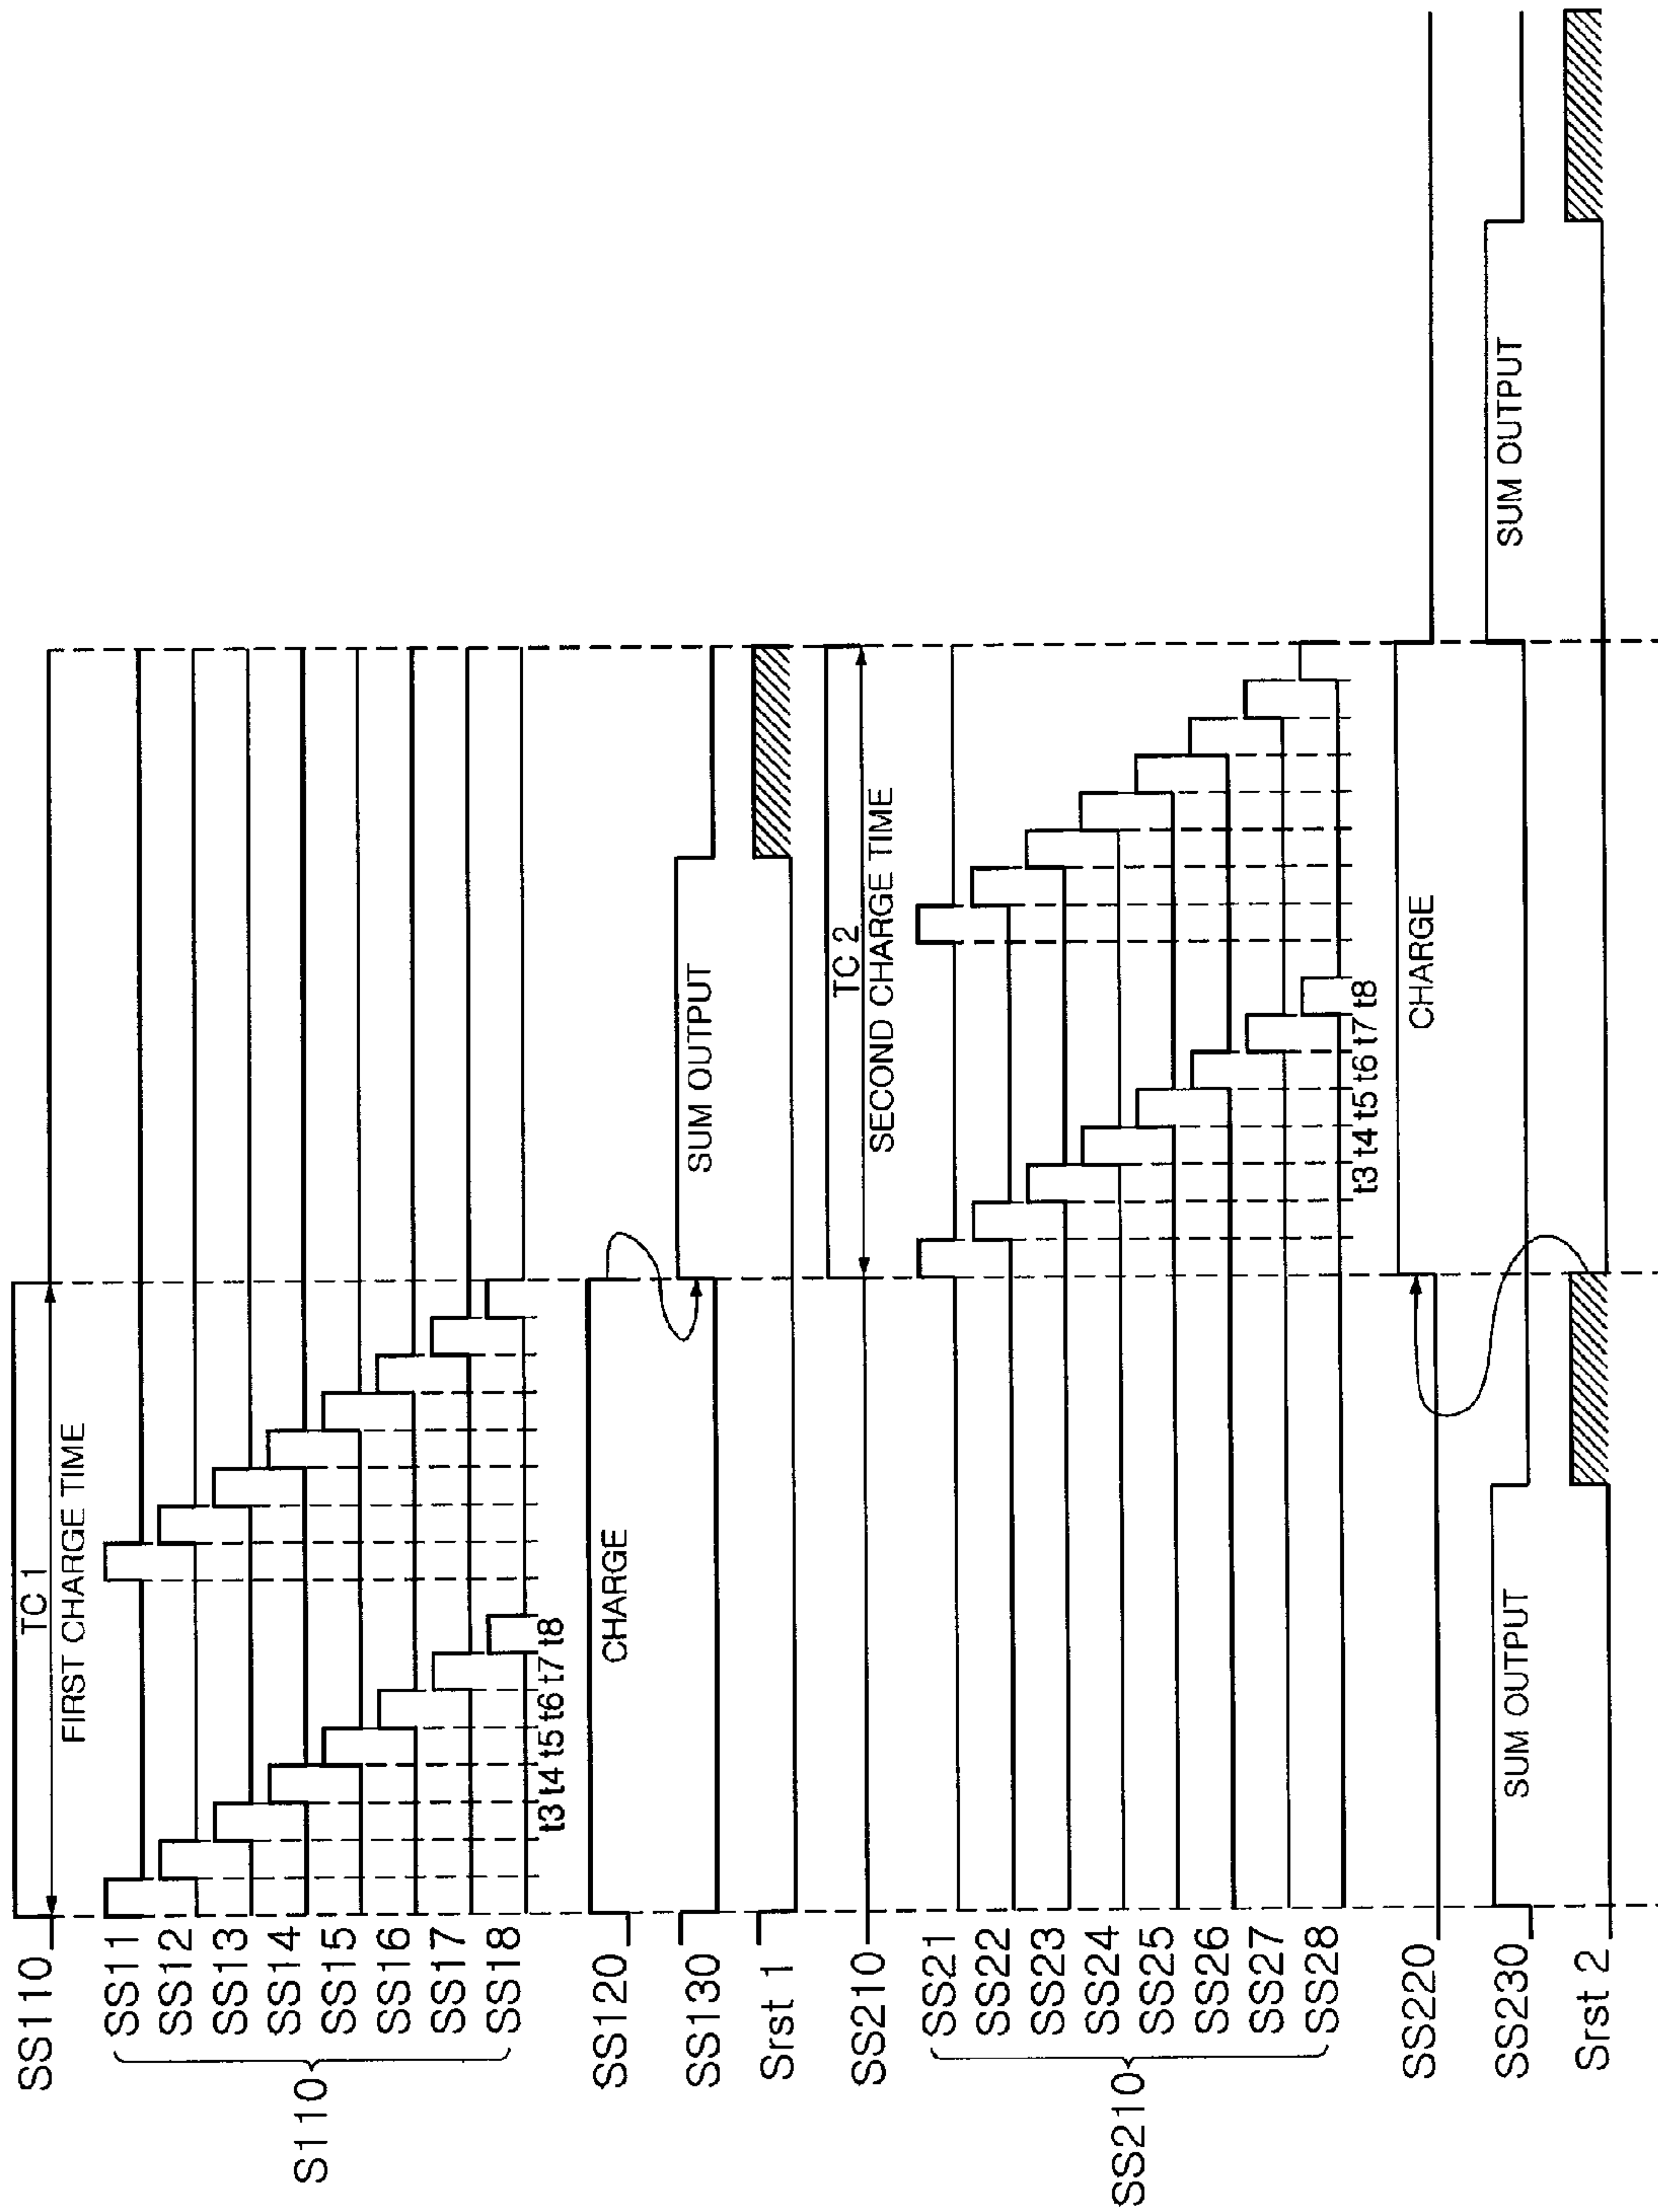 SS110
TC 1
FIRST CHARGE TIME
S110
SS11
SS12
SS13
SS14
SS15
SS16
SS17
SS18
t3 t4 t5 t6 t7 t8
SS120
CHARGE
SS130
SUM OUTPUT
Srst 1
SS210
TC 2
SECOND CHARGE TIME
SS210
SS21
SS22
SS23
SS24
SS25
SS26
SS27
SS28
t3 t4 t5 t6 t7 t8
SS220
CHARGE
SS230
SUM OUTPUT
SUM OUTPUT
Srst 2